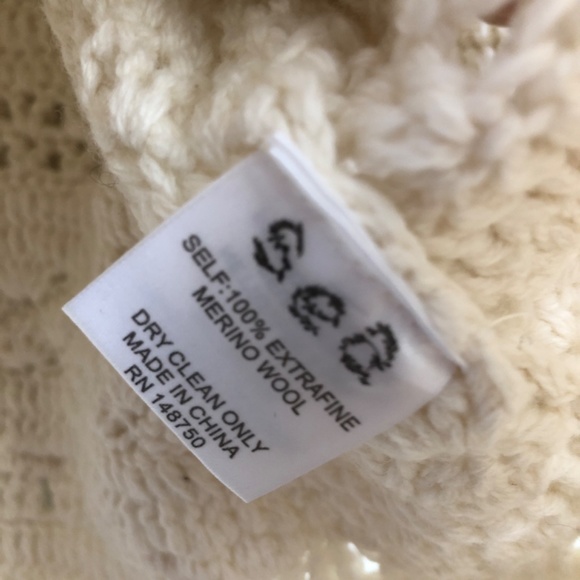 SELF:100% EXTRAFINE
MERINO WOOL
DRY CLEAN ONLY
MADE IN CHINA
RN 148750